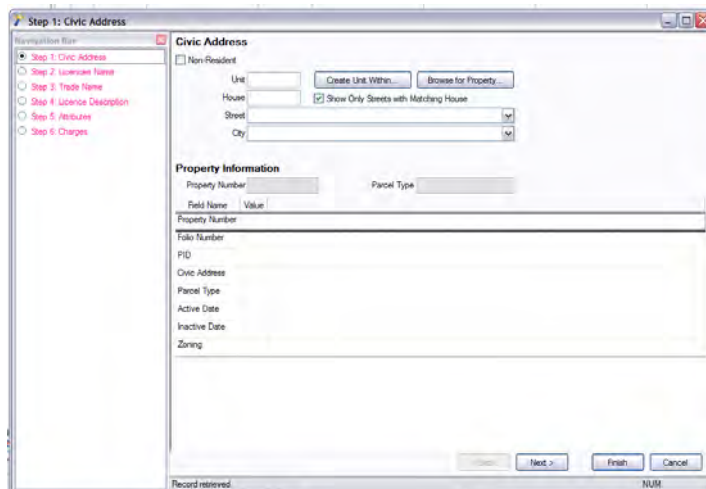 Step 1: Civic Address
Navigation Bar
Step 1: Civic Address
Step 2: Licencee Name
Step 3: Trade Name
Step 4: Licence Description
Step 5: Attributes
Step 6: Charges
Civic Address
Non-Resident
Unit
Create Unit Within...
Browse for Property...
House
Show Only Streets with Matching House
Street
City
Property Information
Property Number
Parcel Type
Field Name Value
Property Number
Folio Number
PID
Civic Address
Parcel Type
Active Date
Inactive Date
Zoning
Next >
Finish
Cancel
Record retrieved.
NUM